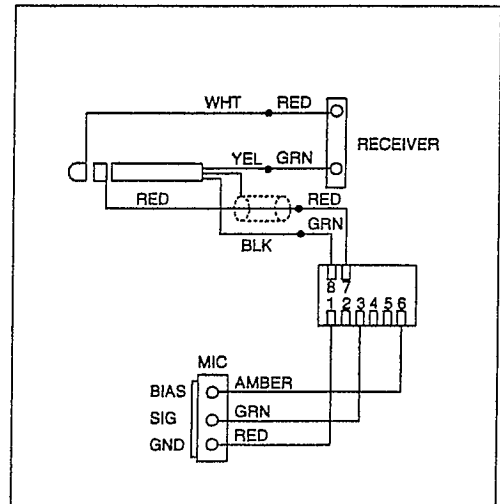 WHT RED
RECEIVER
YEL GRN
RED RED
GRN
BLK
8 7
1 2 3 4 5 6
MIC
BIAS AMBER
SIG GRN
GND RED